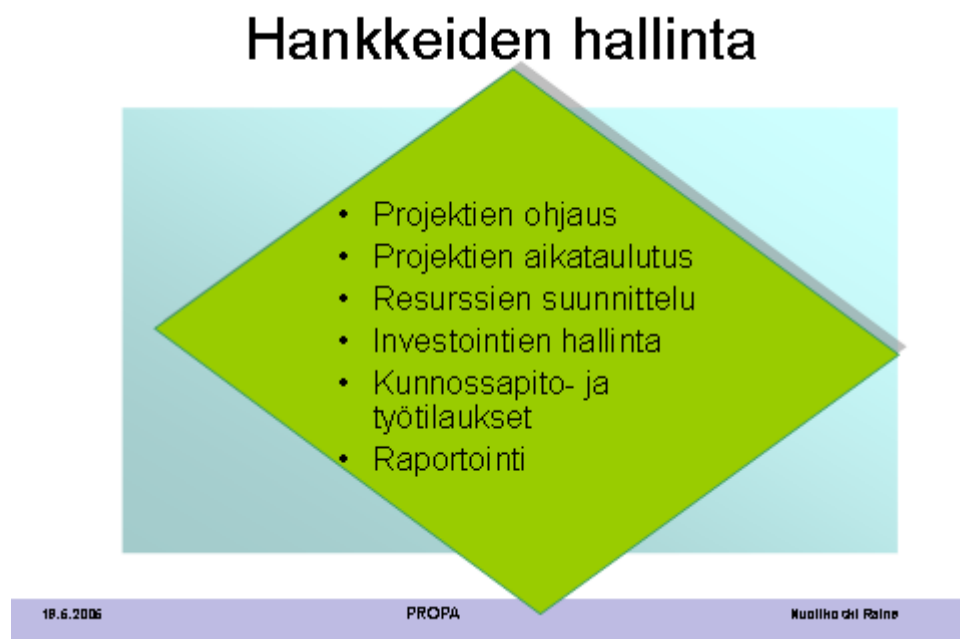 Hankkeiden hallinta
• Projektien ohjaus
• Projektien aikataulutus
• Resurssien suunnittelu
• Investointien hallinta
• Kunnossapito- ja
työtilaukset
• Raportointi
PROPA